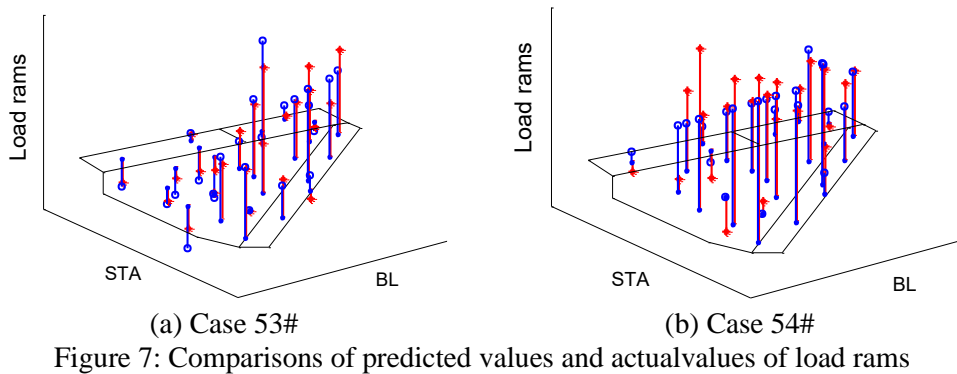 Load rams
STA
BL
(a) Case 53#
Load rams
STA
BL
(b) Case 54#
Figure 7: Comparisons of predicted values and actualvalues of load rams